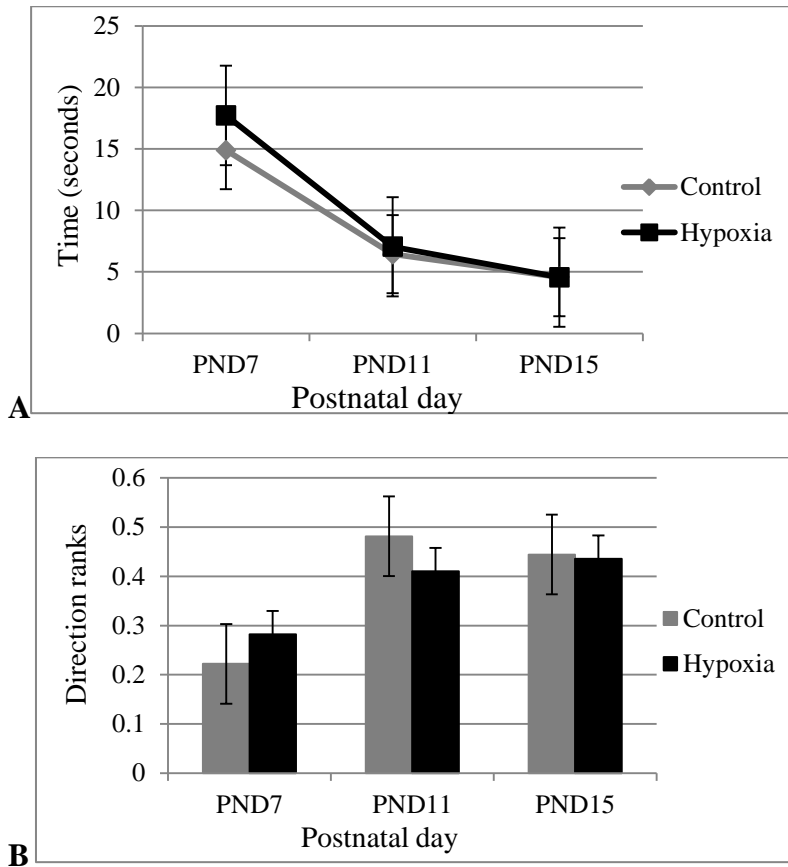 25
20
15
10
5
0
Time (seconds)
PND7 PND11 PND15
Postnatal day
Control
Hypoxia
A
0.6
0.5
0.4
0.3
0.2
0.1
0
Direction ranks
PND7 PND11 PND15
Postnatal day
Control
Hypoxia
B